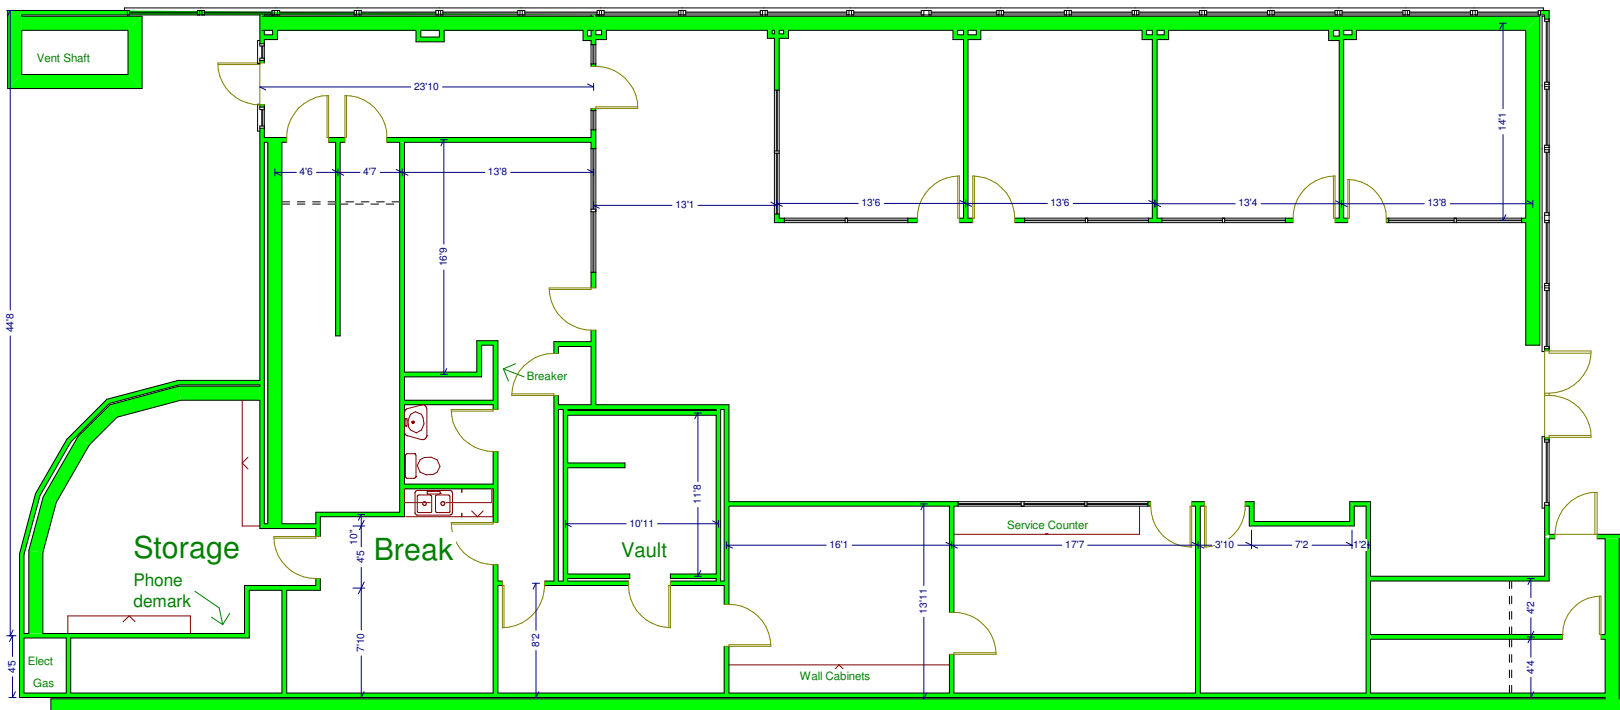 Vent Shaft
23'10
14'1
4'6
4'7
13'8
13'1
13'6
13'6
13'4
13'8
16'9
44'8
Breaker
11'8
10'11
Vault
Service Counter
Storage
Break
10"
4'5
16'1
17'7
3'10
7'2
1'2
Phone
demark
13'11
4'2
7'10
8'2
4'5
Elect
Gas
Wall Cabinets
4'4